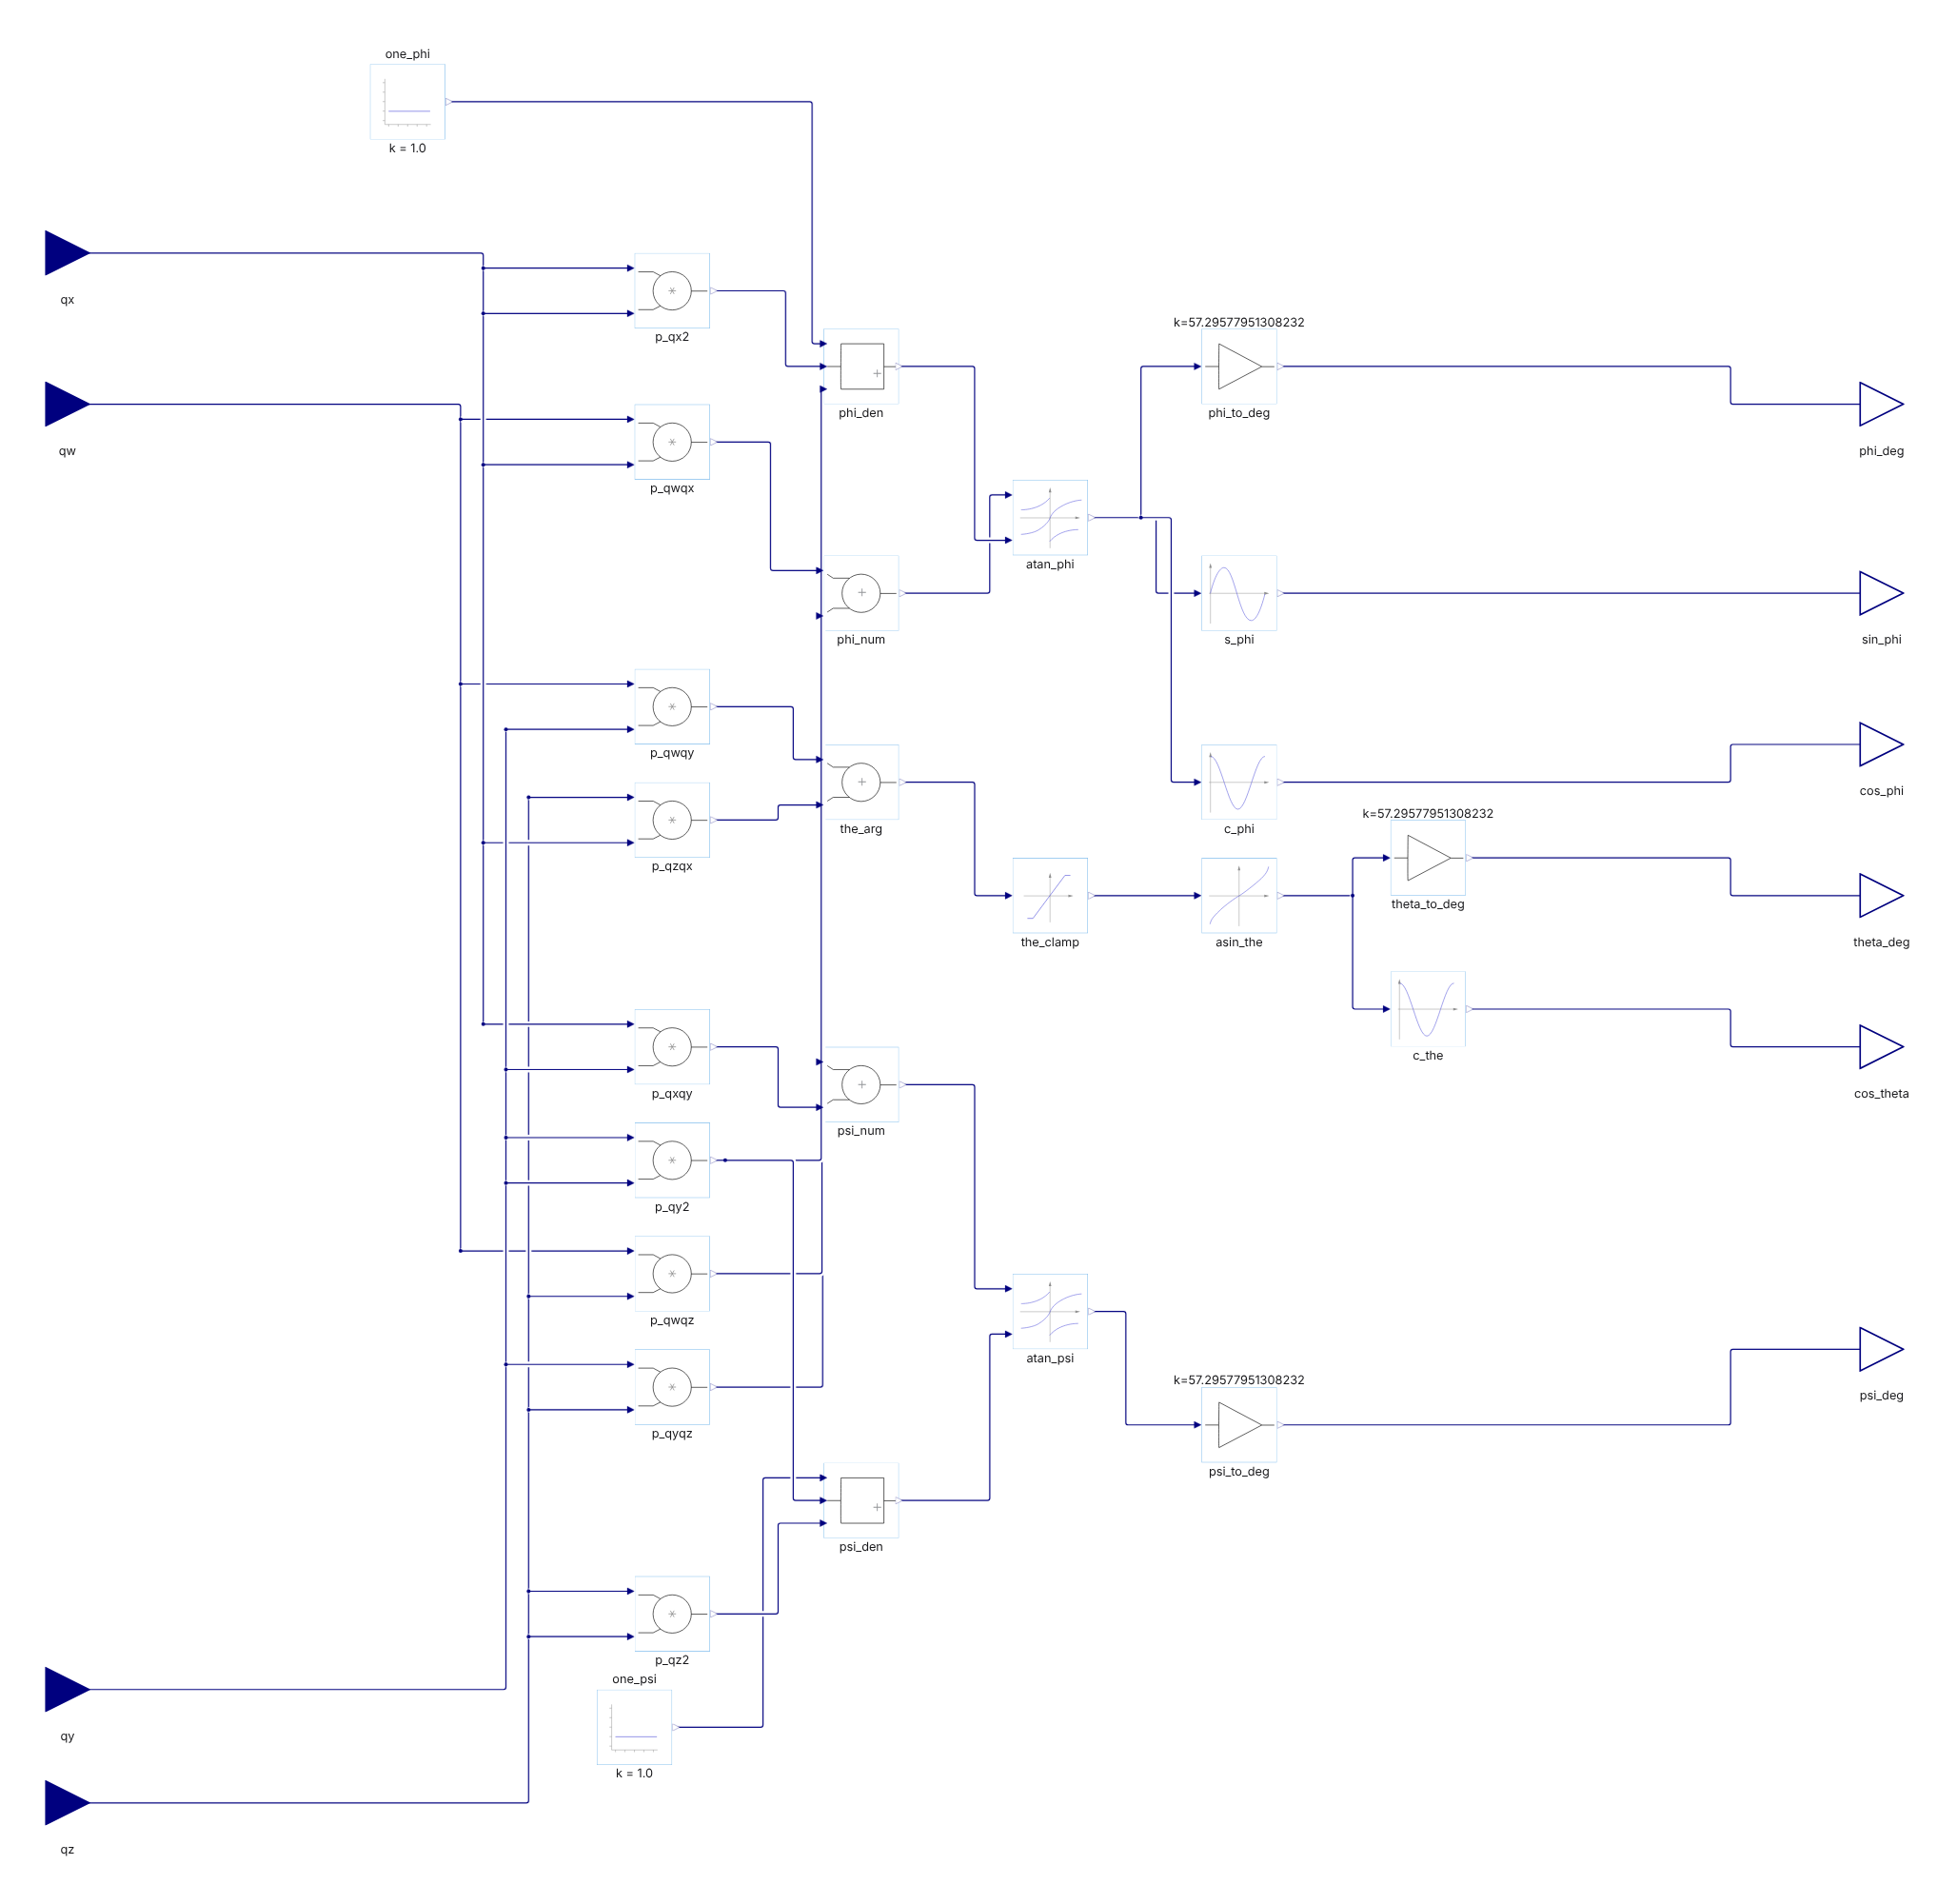 one_phi
k = 1.0
qx
p_qx2
k=57.29577951308232
phi_den
phi_to_deg
qw
phi_deg
p_qwqx
atan_phi
phi_num
s_phi
sin_phi
p_qwqy
cos_phi
k=57.29577951308232
the_arg
c_phi
p_qzqx
theta_to_deg
the_clamp
asin_the
theta_deg
c_the
p_qxqy
cos_theta
psi_num
p_qy2
p_qwqz
atan_psi
k=57.29577951308232
psi_deg
p_qyqz
psi_to_deg
psi_den
p_qz2
one_psi
qy
k = 1.0
qz